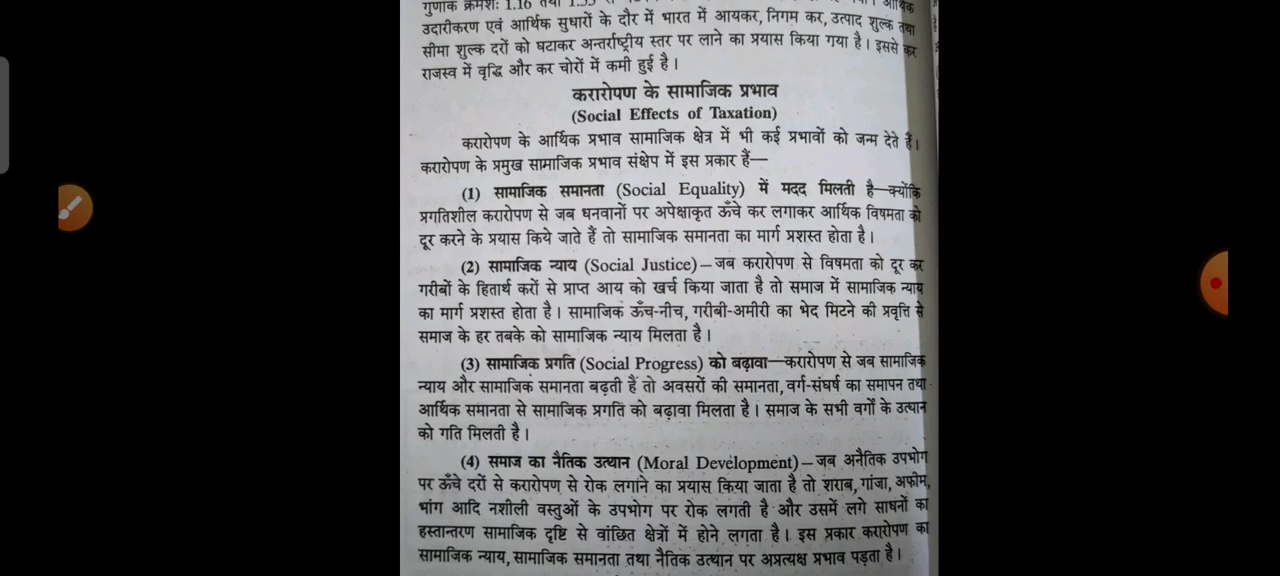 गुणांक क्रमशः 1.16 तथा
उदारीकरण एवं आर्थिक सुधारों के दौर में भारत में आयकर, निगम कर, उत्पाद शुल्क तथा
सीमा शुल्क दरों को घटाकर अन्तर्राष्ट्रीय स्तर पर लाने का प्रयास किया गया है। इससे कर
राजस्व में वृद्धि और कर चोरों में कमी हुई है।
करारोपण के सामाजिक प्रभाव
(Social Effects of Taxation)
करारोपण के आर्थिक प्रभाव सामाजिक क्षेत्र में भी कई प्रभावों को जन्म देते हैं।
करारोपण के प्रमुख सामाजिक प्रभाव संक्षेप में इस प्रकार हैं—
(1) सामाजिक समानता (Social Equality) में मदद मिलती है—क्योंकि
प्रगतिशील करारोपण से जब धनवानों पर अपेक्षाकृत ऊँचे कर लगाकर आर्थिक विषमता को
दूर करने के प्रयास किये जाते हैं तो सामाजिक समानता का मार्ग प्रशस्त होता है।
(2) सामाजिक न्याय (Social Justice)–जब करारोपण से विषमता को दूर कर
गरीबों के हितार्थ करों से प्राप्त आय को खर्च किया जाता है तो समाज में सामाजिक न्याय
का मार्ग प्रशस्त होता है। सामाजिक ऊँच-नीच, गरीबी-अमीरी का भेद मिटने की प्रवृत्ति से
समाज के हर तबके को सामाजिक न्याय मिलता है।
(3) सामाजिक प्रगति (Social Progress) को बढ़ावा—करारोपण से जब सामाजिक
न्याय और सामाजिक समानता बढ़ती हैं तो अवसरों की समानता, वर्ग-संघर्ष का समापन तथा
आर्थिक समानता से सामाजिक प्रगति को बढ़ावा मिलता है। समाज के सभी वर्गों के उत्थान
को गति मिलती है।
(4) समाज का नैतिक उत्थान (Moral Development)–जब अनैतिक उपभोग
पर ऊँचे दरों से करारोपण से रोक लगाने का प्रयास किया जाता है तो शराब, गांजा, अफीम,
भांग आदि नशीली वस्तुओं के उपभोग पर रोक लगती है और उसमें लगे साधनों का
हस्तान्तरण सामाजिक दृष्टि से वांछित क्षेत्रों में होने लगता है। इस प्रकार करारोपण का
सामाजिक न्याय, सामाजिक समानता तथा नैतिक उत्थान पर अप्रत्यक्ष प्रभाव पड़ता है।